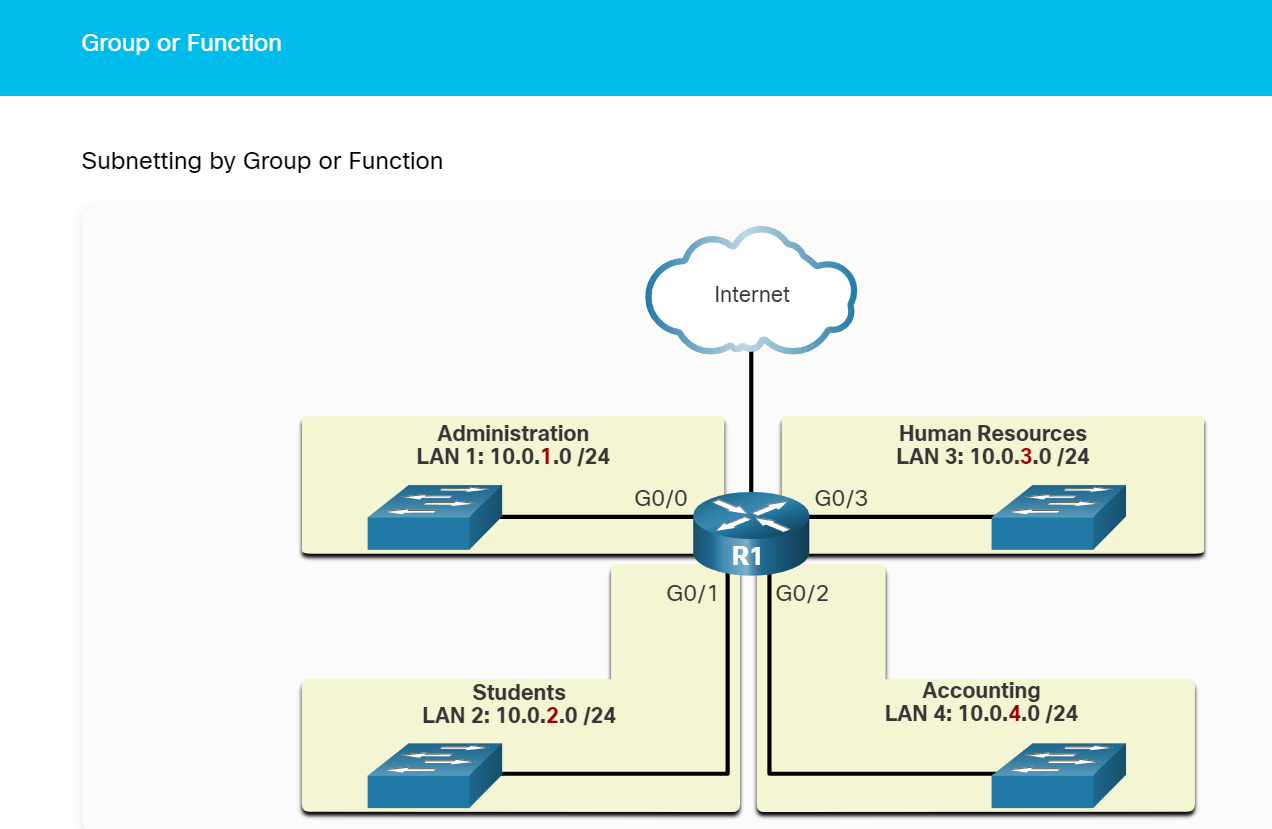 Group or Function
Subnetting by Group or Function
Internet
Administration
LAN 1: 10.0.1.0 /24
Human Resources
LAN 3: 10.0.3.0 /24
G0/0
G0/3
R1
G0/1
G0/2
Students
LAN 2: 10.0.2.0 /24
Accounting
LAN 4: 10.0.4.0 /24